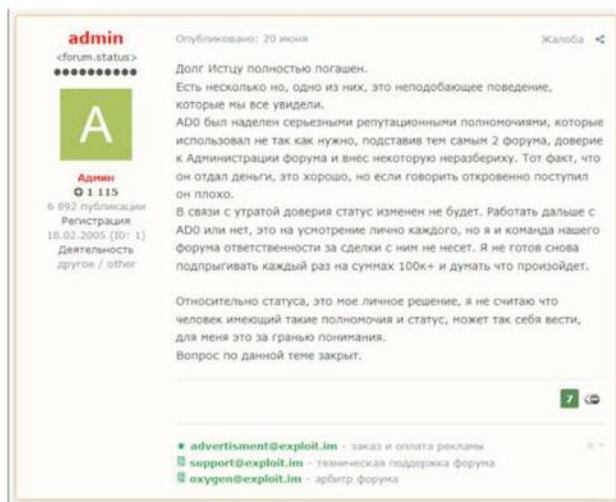 admin
<forum.status>
A
Админ
1 115
6 892 публикации
Регистрация
18.02.2005 (ID: 1)
Деятельность
другое / other
Опубликовано: 20 июня
Жалоба
Долг Истцу полностью погашен.
Есть несколько но, одно из них, это неподобающее поведение,
которые мы все увидели.
AD0 был наделен серьезными репутационными полномочиями, которые
использовал не так как нужно, подставив тем самым 2 форума, доверие
к Администрации форума и внес некоторую неразбериху. Тот факт, что
он отдал деньги, это хорошо, но если говорить откровенно поступил
он плохо.
В связи с утратой доверия статус изменен не будет. Работать дальше с
AD0 или нет, это на усмотрение лично каждого, но я и команда нашего
форума ответственности за сделки с ним не несет. Я не готов снова
подпрыгивать каждый раз на суммах 100к+ и думать что произойдет.
Относительно статуса, это мое личное решение, я не считаю что
человек имеющий такие полномочия и статус, может так себя вести,
для меня это за гранью понимания.
Вопрос по данной теме закрыт.
7
advertisment@exploit.im - заказ и оплата рекламы
support@exploit.im - техническая поддержка форума
oxygen@exploit.im - арбитр форума